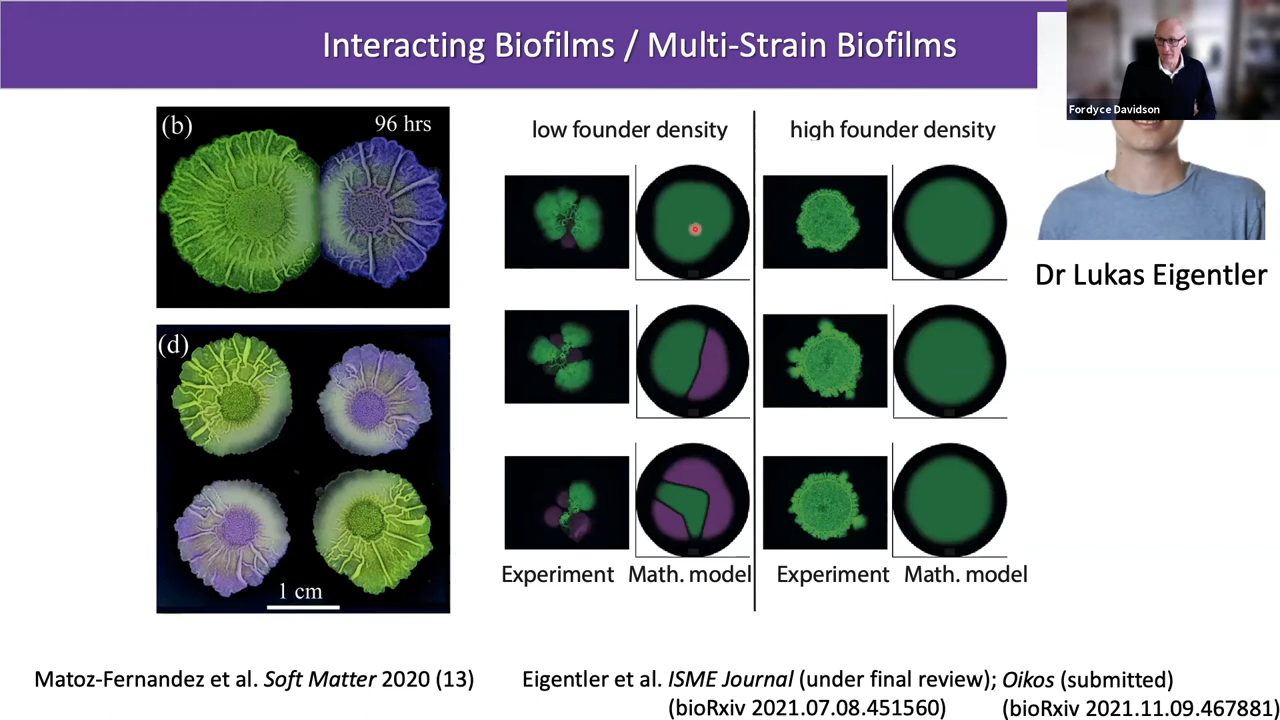 Interacting Biofilms / Multi-Strain Biofilms
Fordyce Davidson
(b)
96 hrs
low founder density
high founder density
Dr Lukas Eigentler
(d)
1 cm
Experiment
Math. model
Experiment
Math. model
Matoz-Fernandez et al. Soft Matter 2020 (13)
Eigentler et al. ISME Journal (under final review); Oikos (submitted)
(bioRxiv 2021.07.08.451560)
(bioRxiv 2021.11.09.467881)